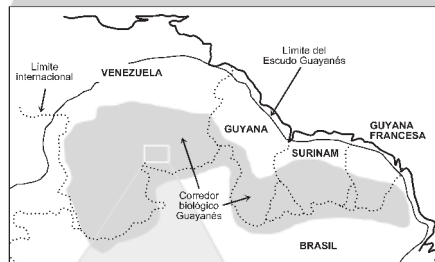 Límite
internacional
VENEZUELA
Límite del
Escudo Guayanés
GUYANA
GUYANA
FRANCESA
SURINAM
Corredor
biológico
Guayanés
BRASIL